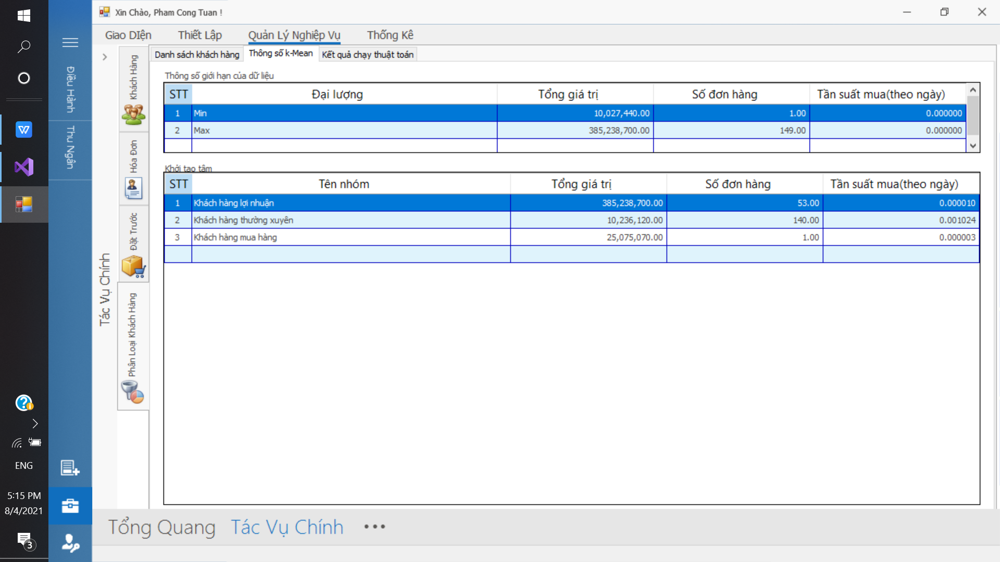 Xin Chào, Pham Cong Tuan !
Giao DIện Thiết Lập Quản Lý Nghiệp Vụ Thống Kê
Điều Hành
Thu Ngân
Tác Vụ Chính
Khách Hàng
Hóa Đơn
Đặt Trước
Phân Loại Khách Hàng
Danh sách khách hàng Thông số k-Mean Kết quả chạy thuật toán
Thông số giới hạn của dữ liệu
STT Đại lượng Tổng giá trị Số đơn hàng Tần suất mua(theo ngày)
1 Min 10,027,440.00 1.00 0.000000
2 Max 385,238,700.00 149.00 0.000000
Khởi tạo tâm
STT Tên nhóm Tổng giá trị Số đơn hàng Tần suất mua(theo ngày)
1 Khách hàng lợi nhuận 385,238,700.00 53.00 0.000010
2 Khách hàng thường xuyên 10,236,120.00 140.00 0.001024
3 Khách hàng mua hàng 25,075,070.00 1.00 0.000003
Tổng Quang Tác Vụ Chính •••
ENG
5:15 PM
8/4/2021
3